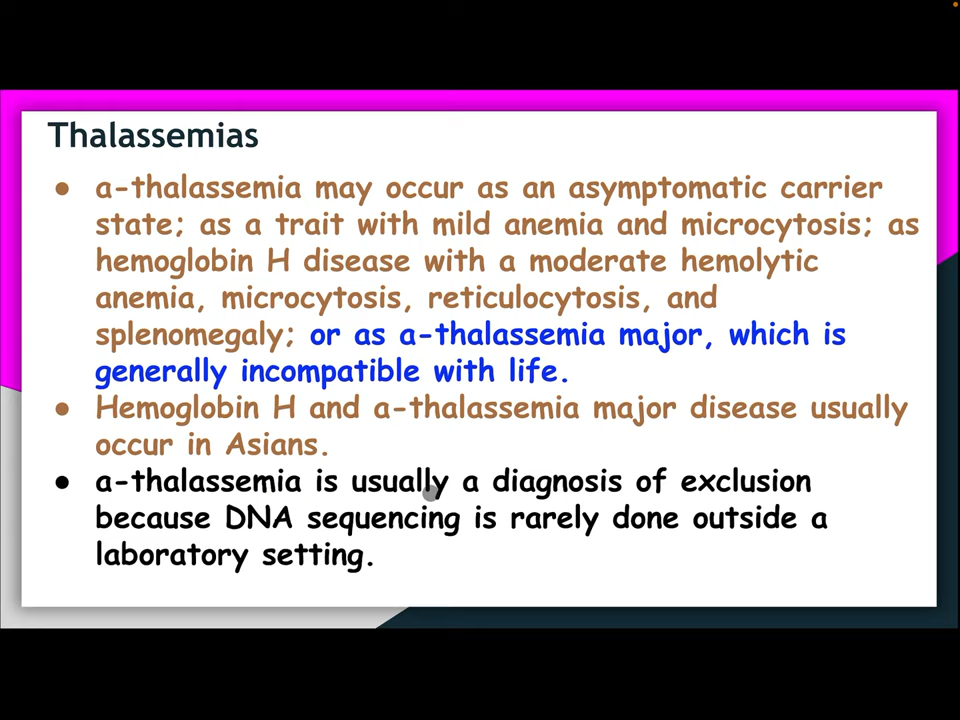 Thalassemias
● a-thalassemia may occur as an asymptomatic carrier
state; as a trait with mild anemia and microcytosis; as
hemoglobin H disease with a moderate hemolytic
anemia, microcytosis, reticulocytosis, and
splenomegaly; or as a-thalassemia major, which is
generally incompatible with life.
● Hemoglobin H and a-thalassemia major disease usually
occur in Asians.
● a-thalassemia is usually a diagnosis of exclusion
because DNA sequencing is rarely done outside a
laboratory setting.